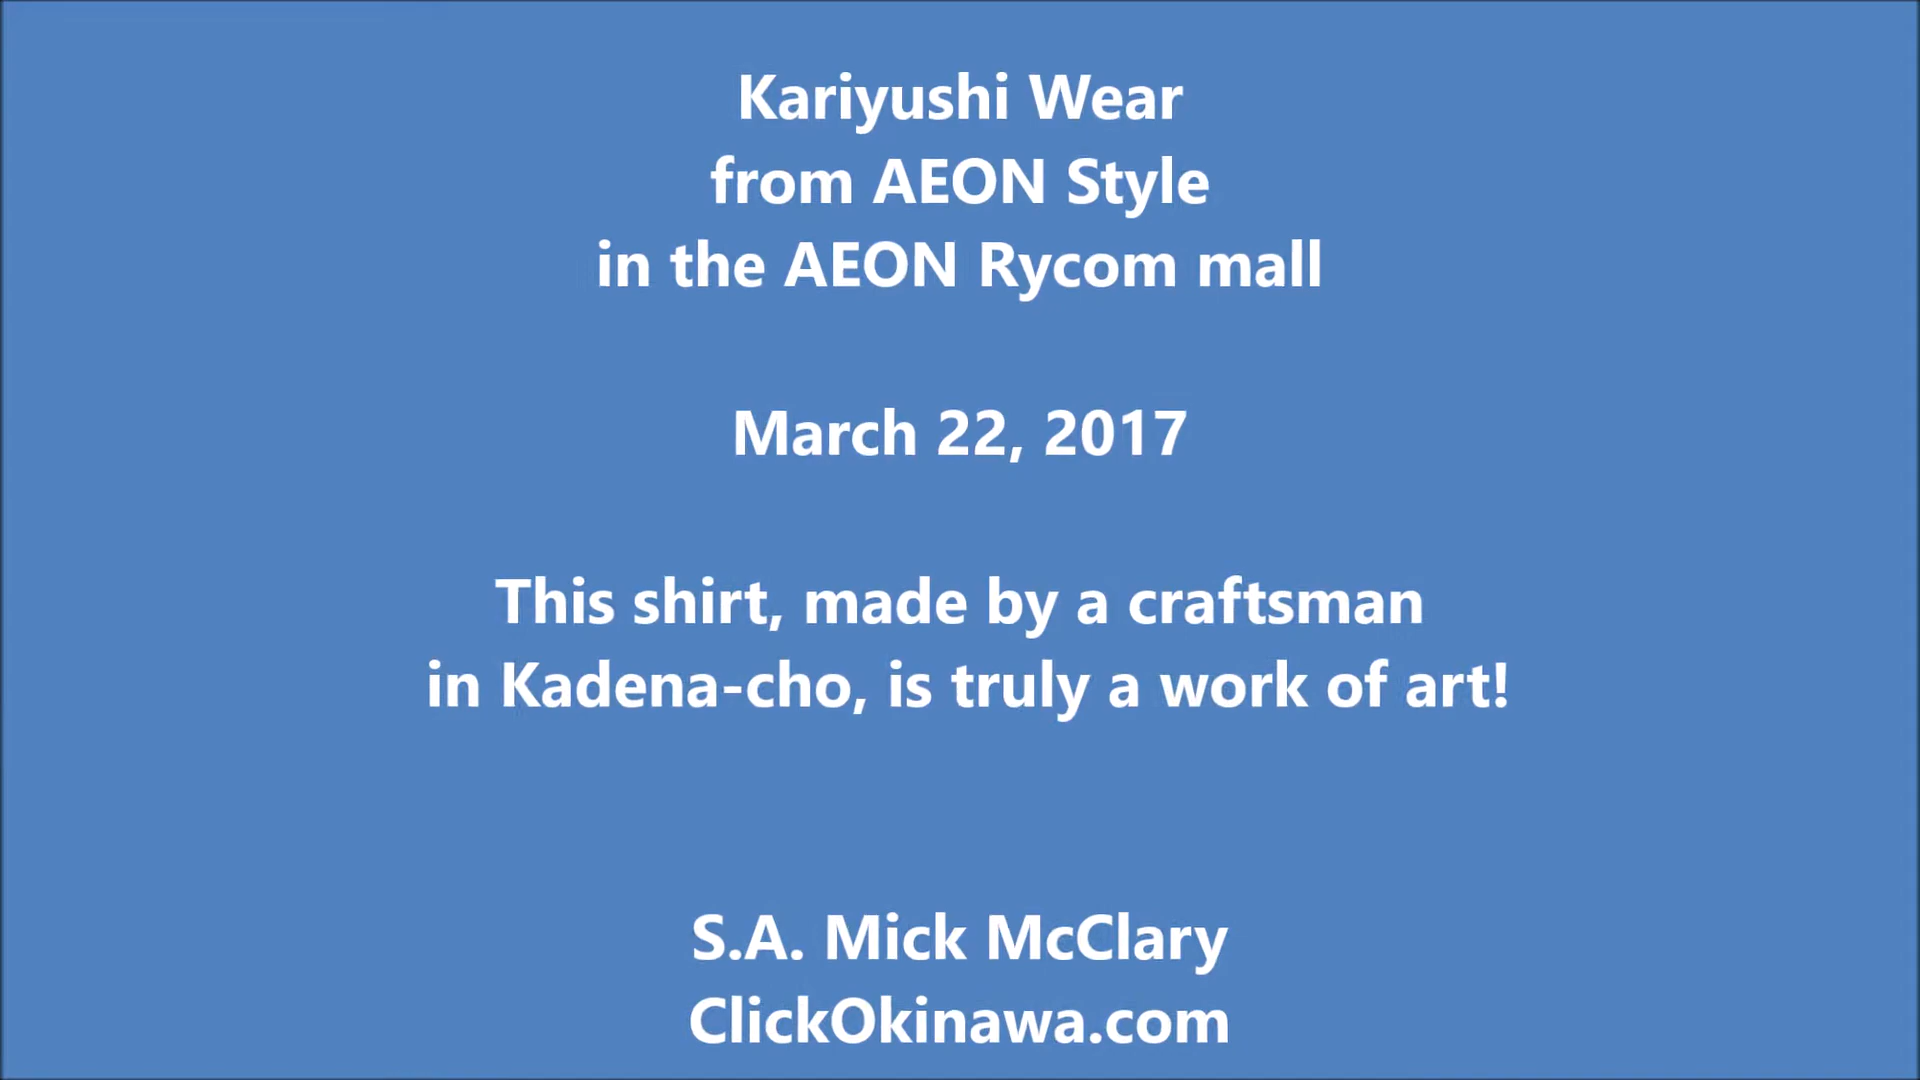 Kariyushi Wear
from AEON Style
in the AEON Rycom mall
March 22, 2017
This shirt, made by a craftsman
in Kadena-cho, is truly a work of art!
S.A. Mick McClary
ClickOkinawa.com